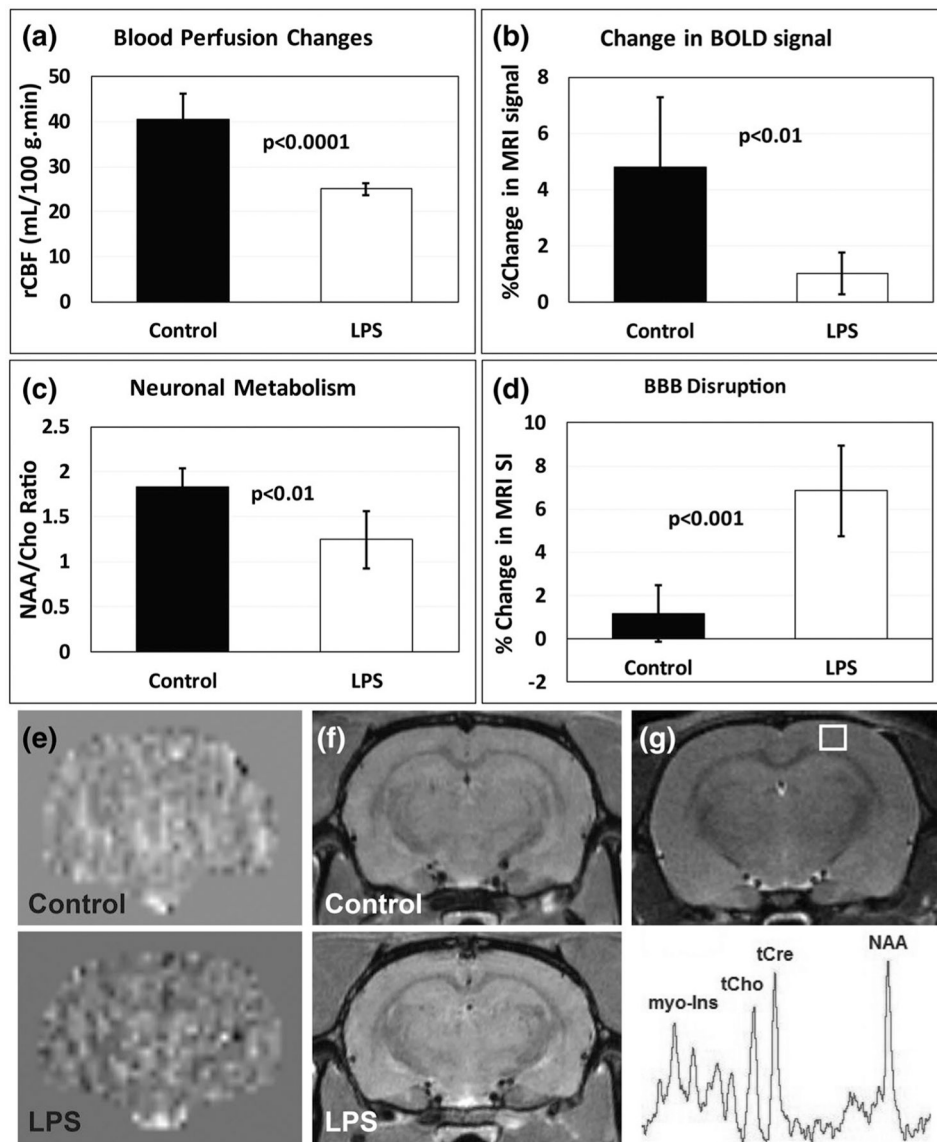 (a)
Blood Perfusion Changes
rCBF (mL/100 g.min)
50
40
30
20
10
0
p<0.0001
Control
LPS
(b)
Change in BOLD signal
%Change in MRI signal
8
6
4
2
0
p<0.01
Control
LPS
(c)
Neuronal Metabolism
NAA/Cho Ratio
2.5
2
1.5
1
0.5
0
p<0.01
Control
LPS
(d)
BBB Disruption
% Change in MRI SI
10
8
6
4
2
0
-2
p<0.001
Control
LPS
(e)
Control
LPS
(f)
Control
LPS
(g)
myo-Ins
tCho
tCre
NAA